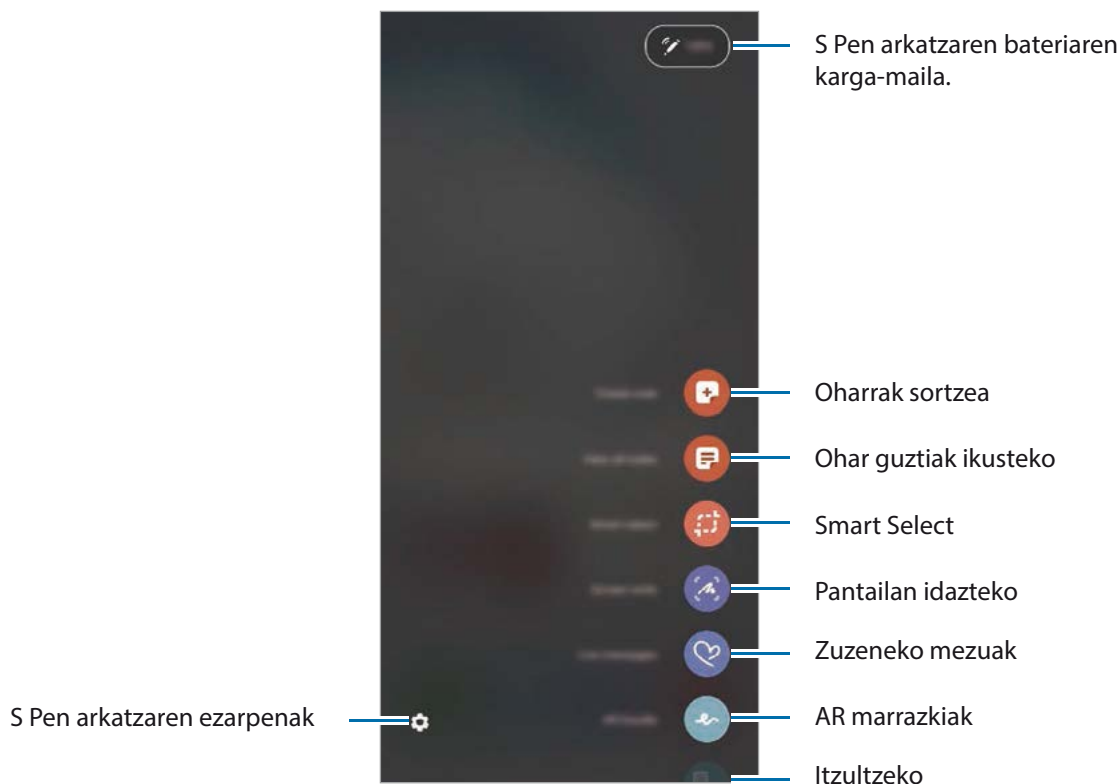 S Pen arkatzaren bateriaren
karga-maila.
Oharrak sortzea
Ohar guztiak ikusteko
Smart Select
Pantailan idazteko
Zuzeneko mezuak
S Pen arkatzaren ezarpenak
AR marrazkiak
Itzultzeko